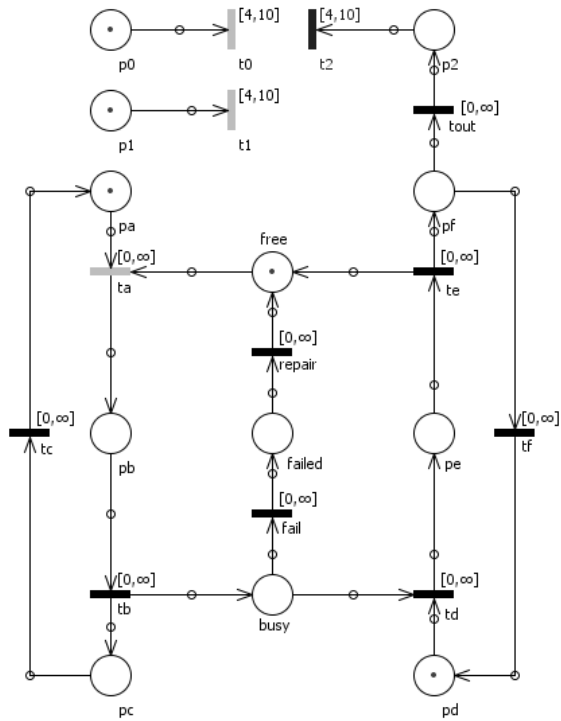 [4,10] [4,10]
p0 t0 t2 p2
[4,10] [0,∞]
tout
p1 t1
pa pf
free
[0,∞] [0,∞]
ta te
[0,∞]
repair
[0,∞] [0,∞]
tc pb failed pe tf
[0,∞]
fail
[0,∞] [0,∞]
tb busy td
pc pd